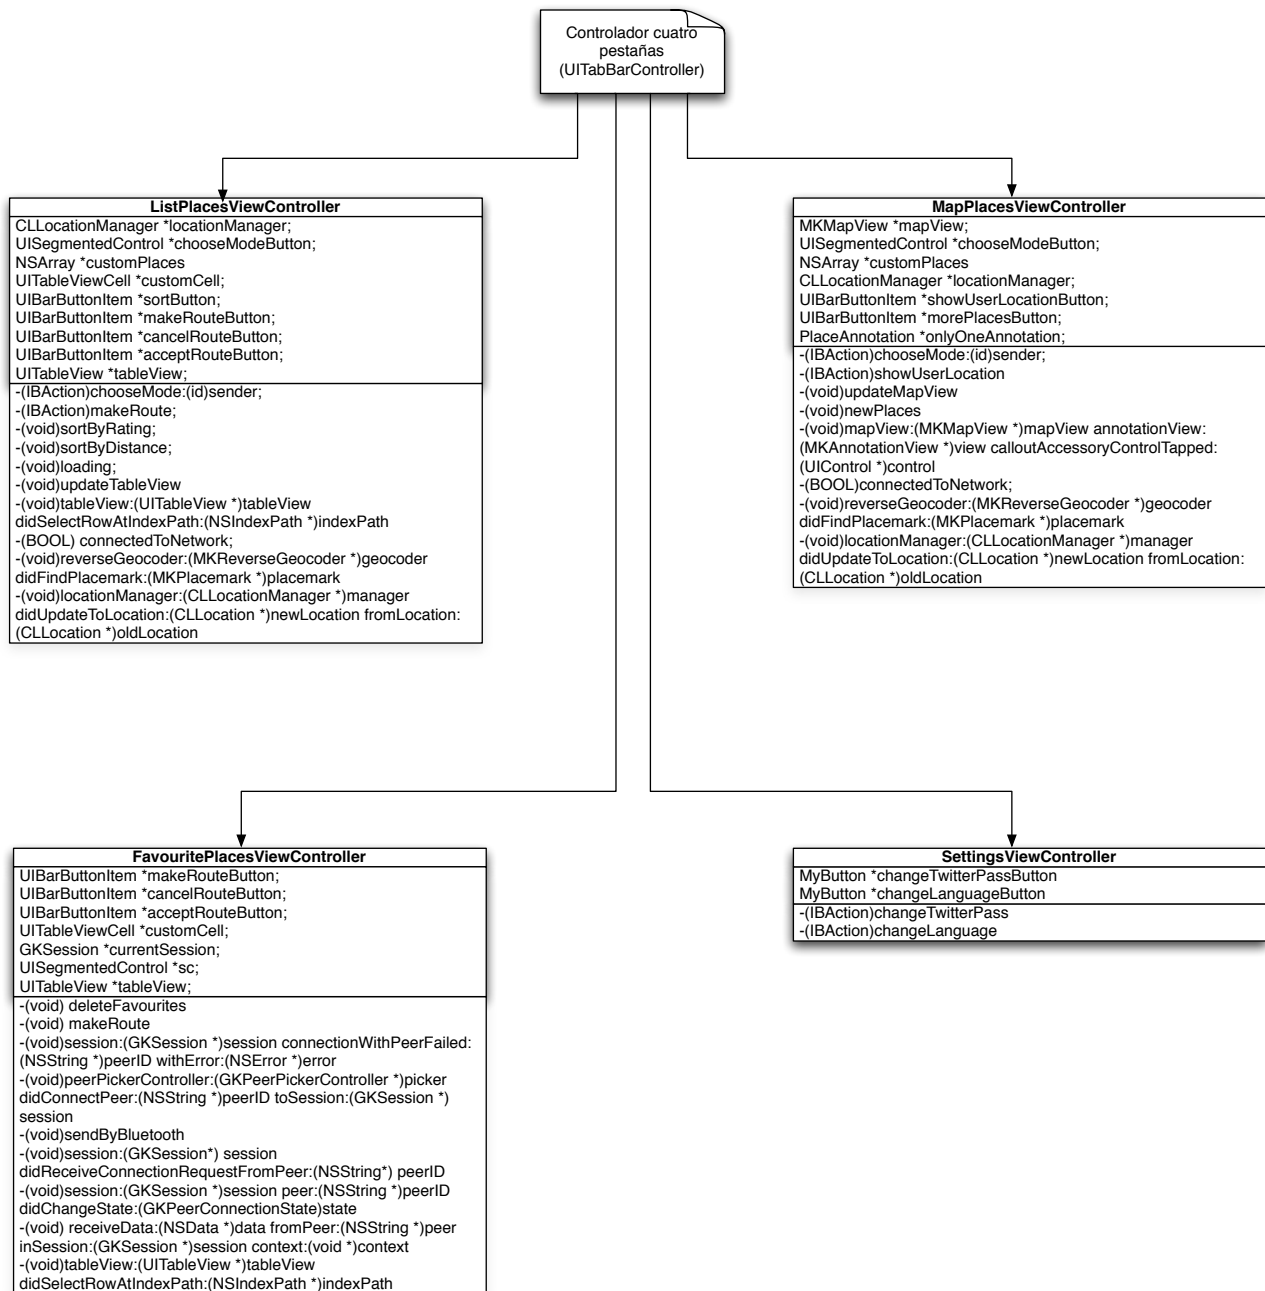 Controlador cuatro
pestañas
(UITabBarController)
ListPlacesViewController
CLLocationManager *locationManager;
UISegmentedControl *chooseModeButton;
NSArray *customPlaces
UITableViewCell *customCell;
UIBarButtonItem *sortButton;
UIBarButtonItem *makeRouteButton;
UIBarButtonItem *cancelRouteButton;
UIBarButtonItem *acceptRouteButton;
UITableView *tableView;
-(IBAction)chooseMode:(id)sender;
-(IBAction)makeRoute;
-(void)sortByRating;
-(void)sortByDistance;
-(void)loading;
-(void)updateTableView
-(void)tableView:(UITableView *)tableView
didSelectRowAtIndexPath:(NSIndexPath *)indexPath
-(BOOL) connectedToNetwork;
-(void)reverseGeocoder:(MKReverseGeocoder *)geocoder
didFindPlacemark:(MKPlacemark *)placemark
-(void)locationManager:(CLLocationManager *)manager
didUpdateToLocation:(CLLocation *)newLocation fromLocation:
(CLLocation *)oldLocation
MapPlacesViewController
MKMapView *mapView;
UISegmentedControl *chooseModeButton;
NSArray *customPlaces
CLLocationManager *locationManager;
UIBarButtonItem *showUserLocationButton;
UIBarButtonItem *morePlacesButton;
PlaceAnnotation *onlyOneAnnotation;
-(IBAction)chooseMode:(id)sender;
-(IBAction)showUserLocation
-(void)updateMapView
-(void)newPlaces
-(void)mapView:(MKMapView *)mapView annotationView:
(MKAnnotationView *)view calloutAccessoryControlTapped:
(UIControl *)control
-(BOOL)connectedToNetwork;
-(void)reverseGeocoder:(MKReverseGeocoder *)geocoder
didFindPlacemark:(MKPlacemark *)placemark
-(void)locationManager:(CLLocationManager *)manager
didUpdateToLocation:(CLLocation *)newLocation fromLocation:
(CLLocation *)oldLocation
FavouritePlacesViewController
UIBarButtonItem *makeRouteButton;
UIBarButtonItem *cancelRouteButton;
UIBarButtonItem *acceptRouteButton;
UITableViewCell *customCell;
GKSession *currentSession;
UISegmentedControl *sc;
UITableView *tableView;
-(void) deleteFavourites
-(void) makeRoute
-(void)session:(GKSession *)session connectionWithPeerFailed:
(NSString *)peerID withError:(NSError *)error
-(void)peerPickerController:(GKPeerPickerController *)picker
didConnectPeer:(NSString *)peerID toSession:(GKSession *)
session
-(void)sendByBluetooth
-(void)session:(GKSession*) session
didReceiveConnectionRequestFromPeer:(NSString*) peerID
-(void)session:(GKSession *)session peer:(NSString *)peerID
didChangeState:(GKPeerConnectionState)state
-(void) receiveData:(NSData *)data fromPeer:(NSString *)peer
inSession:(GKSession *)session context:(void *)context
-(void)tableView:(UITableView *)tableView
didSelectRowAtIndexPath:(NSIndexPath *)indexPath
SettingsViewController
MyButton *changeTwitterPassButton
MyButton *changeLanguageButton
-(IBAction)changeTwitterPass
-(IBAction)changeLanguage